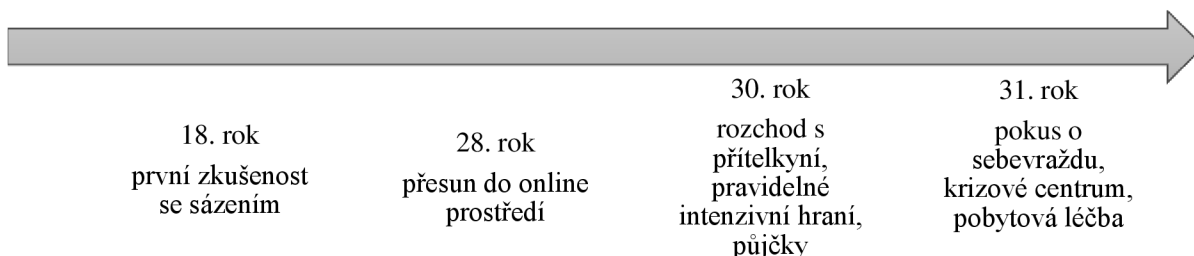 18. rok
první zkušenost
se sázením
28. rok
přesun do online
prostředí
30. rok
rozchod s
přítelkyní,
pravidelné
intenzivní hraní,
půjčky
31. rok
pokus o
sebevraždu,
krizové centrum,
pobytová léčba